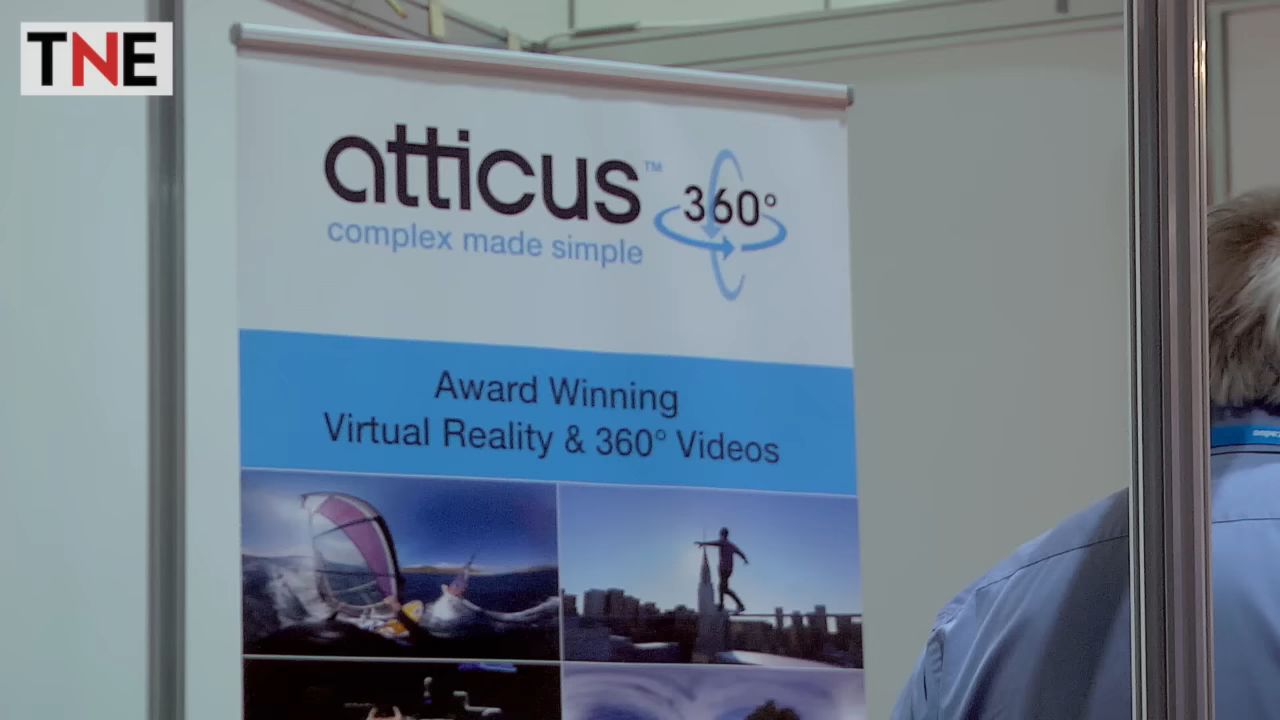 TNE
atticus™
360°
complex made simple
Award Winning
Virtual Reality & 360° Videos